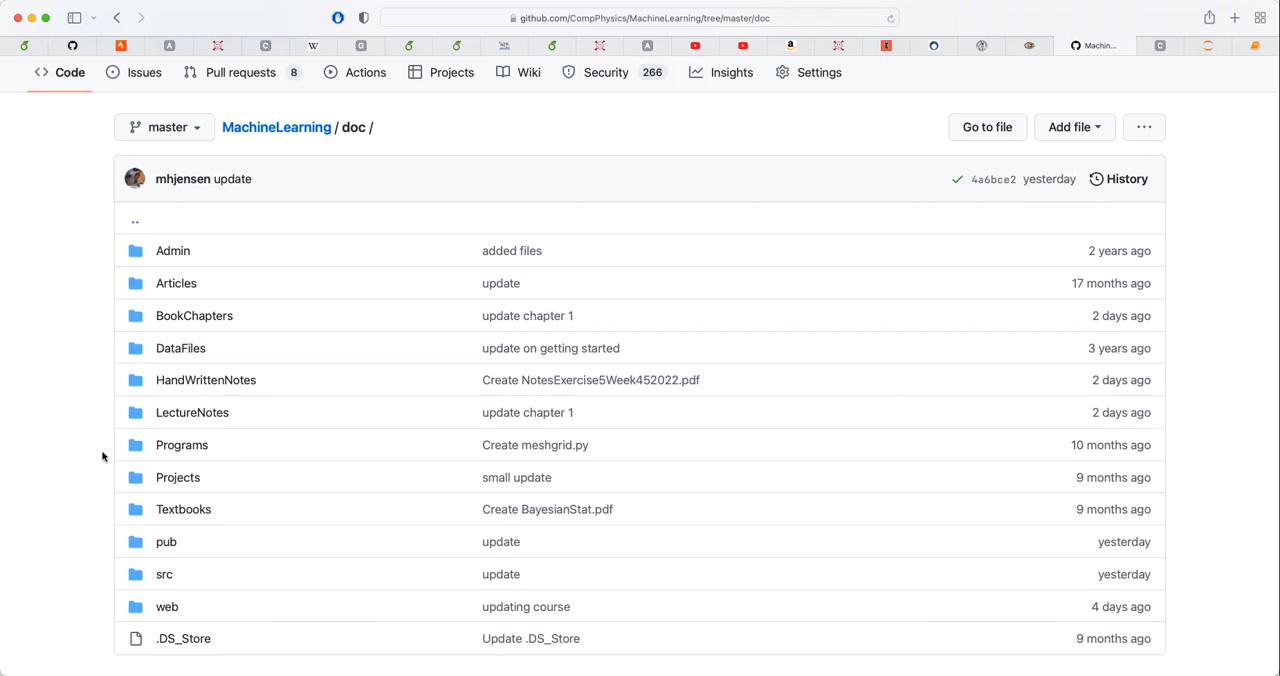 github.com/CompPhysics/MachineLearning/tree/master/doc
Machin...
Code Issues Pull requests 8 Actions Projects Wiki Security 266 Insights Settings
master MachineLearning / doc / Go to file Add file ...
mhjensen update 4a6bce2 yesterday History
..
Admin added files 2 years ago
Articles update 17 months ago
BookChapters update chapter 1 2 days ago
DataFiles update on getting started 3 years ago
HandWrittenNotes Create NotesExercise5Week452022.pdf 2 days ago
LectureNotes update chapter 1 2 days ago
Programs Create meshgrid.py 10 months ago
Projects small update 9 months ago
Textbooks Create BayesianStat.pdf 9 months ago
pub update yesterday
src update yesterday
web updating course 4 days ago
.DS_Store Update .DS_Store 9 months ago